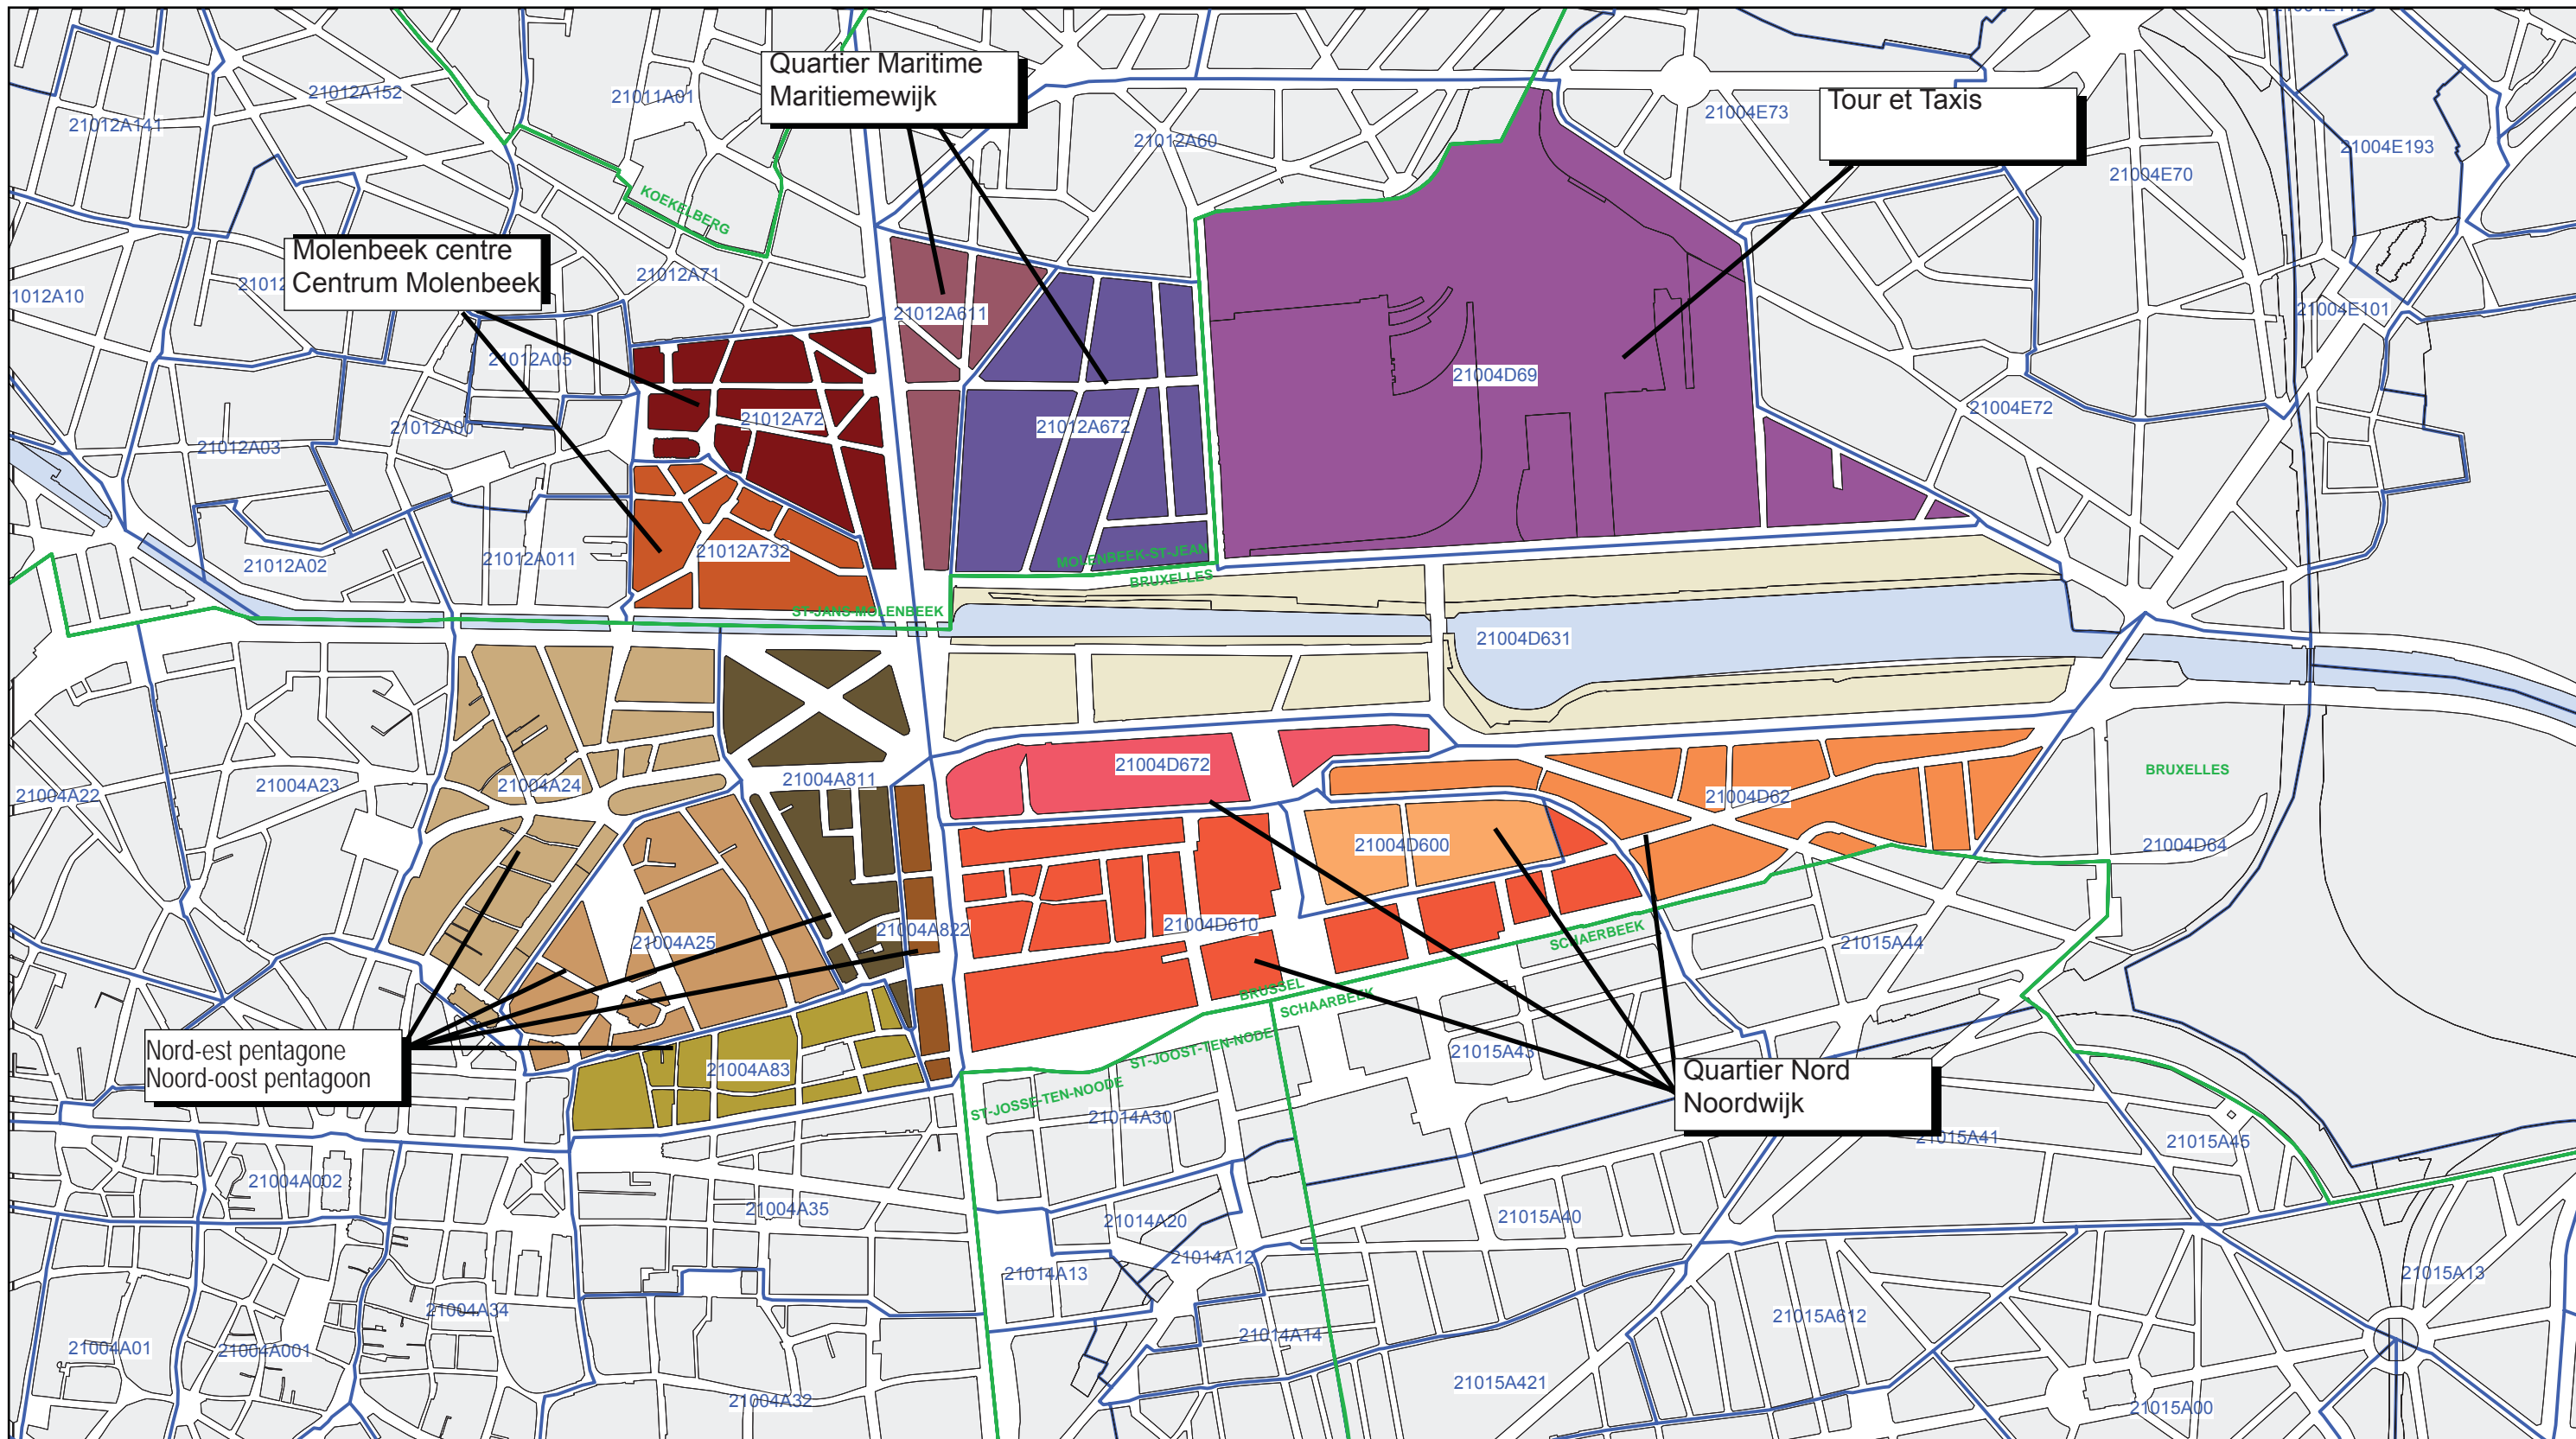 Quartier Maritime
Maritiemewijk
Tour et Taxis
Molenbeek centre
Centrum Molenbeek
Nord-est pentagone
Noord-oost pentagoon
Quartier Nord
Noordwijk
21012A152
21011A01
21012A141
21012A60
21004E73
21004E193
21004E70
KOEKELBERG
21012A71
1012A10
21012
21012A611
21004E101
21012A05
21004D69
21004E72
21012A72
21012A672
21012A00
21012A03
21012A732
21012A011
21012A02
MOLENBEEK-ST-JEAN
BRUXELLES
ST-JANS-MOLENBEEK
21004D631
21004D672
BRUXELLES
21004A811
21004A23
21004A24
21004A22
21004D62
21004D600
21004D64
21004A822
21004D610
21004A25
SCHAERBEEK
21015A44
BRUSSEL
SCHAARBEEK
ST-JOOST-TEN-NODE
21015A43
21004A83
ST-JOSSE-TEN-NOODE
21014A30
21015A41
21015A45
21004A002
21004A35
21014A20
21015A40
21014A12
21014A13
21015A13
21004A34
21015A612
21014A14
21004A01
21004A001
21015A421
21004A32
21015A00